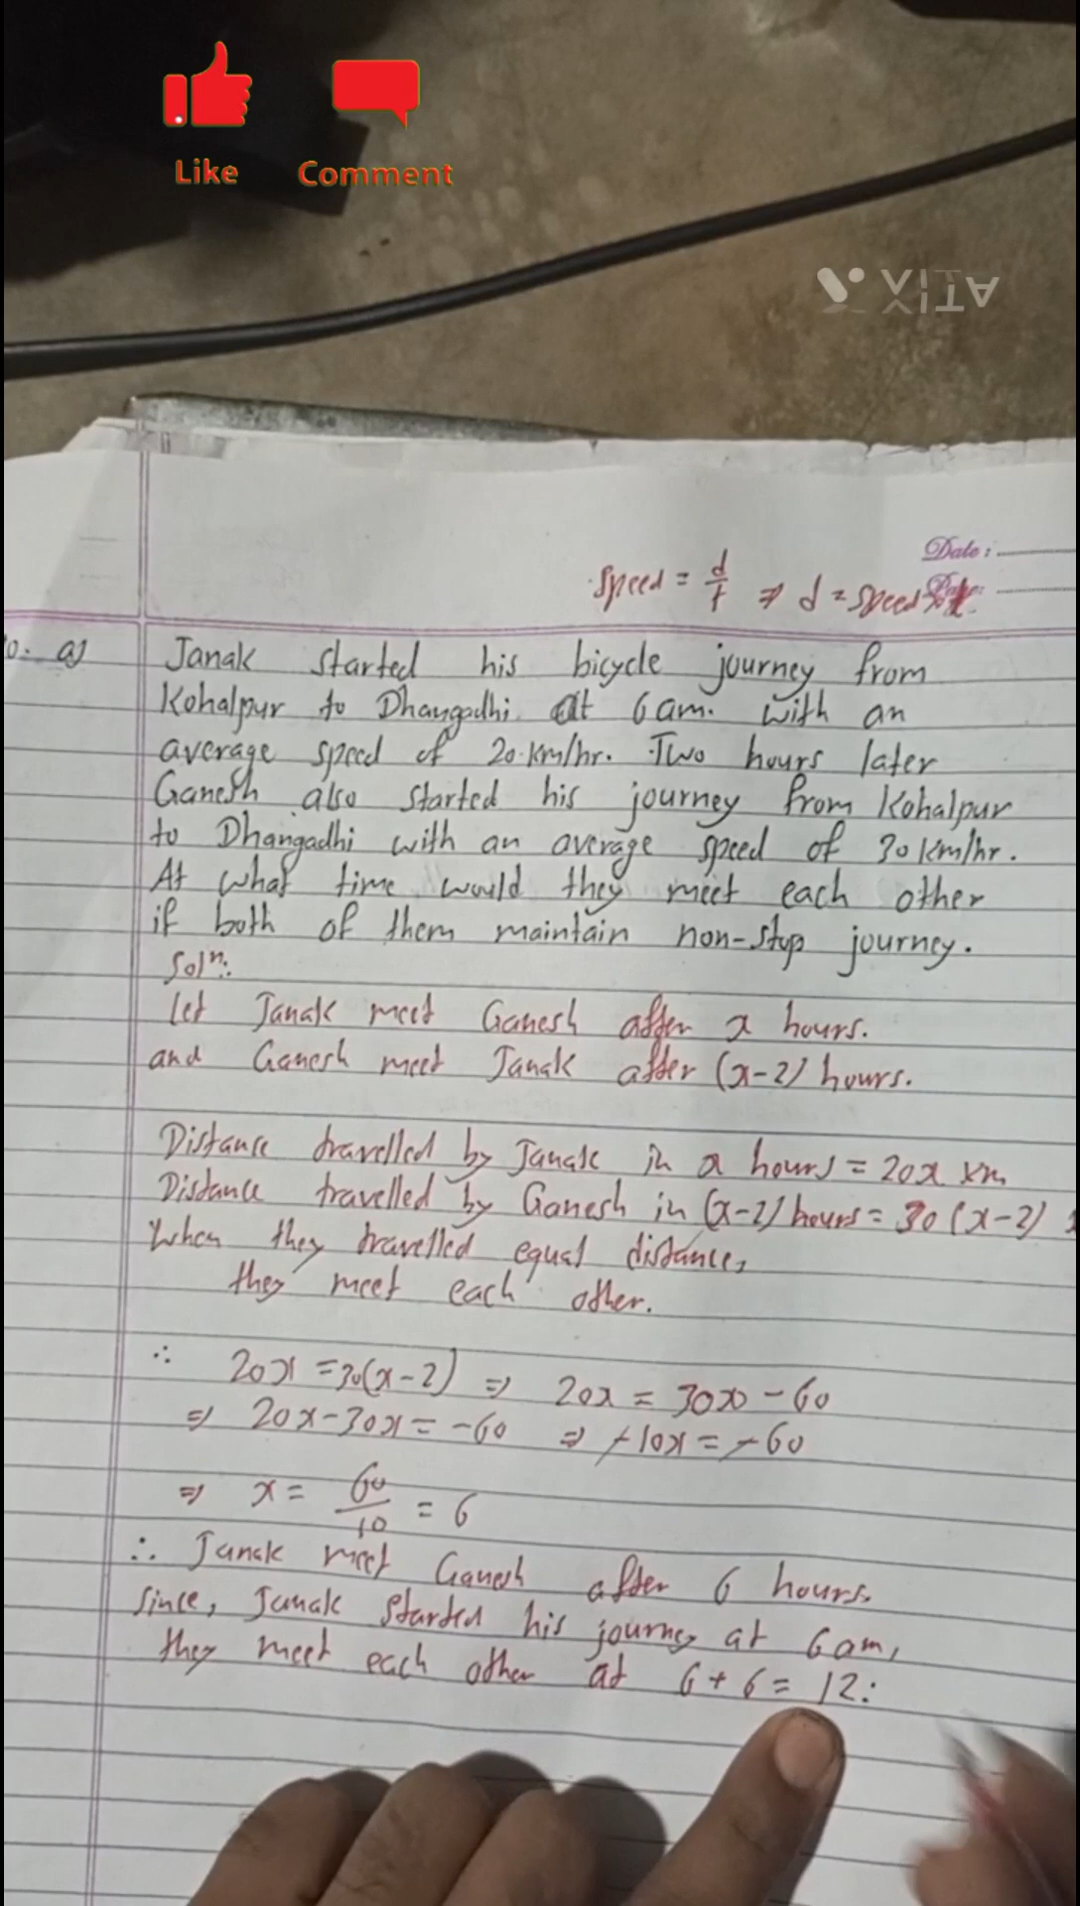 Like Comment
VITA
Date:
Speed = d/t ⇒ d = speed × t
0. a) Janak started his bicycle journey from
Kohalpur to Dhangadhi at 6 am. with an
average speed of 20 km/hr. Two hours later
Ganesh also started his journey from Kohalpur
to Dhangadhi with an average speed of 30 km/hr.
At what time would they meet each other
if both of them maintain non-stop journey.
Solⁿ:
Let Janak meet Ganesh after x hours.
and Ganesh meet Janak after (x-2) hours.
Distance travelled by Janak in x hours = 20x km
Distance travelled by Ganesh in (x-2) hours = 30(x-2)
When they travelled equal distance,
they meet each other.
∴ 20x = 30(x-2) ⇒ 20x = 30x - 60
⇒ 20x - 30x = -60 ⇒ -10x = -60
⇒ x = 60/10 = 6
∴ Janak meet Ganesh after 6 hours.
Since, Janak started his journey at 6 am,
they meet each other at 6 + 6 = 12: